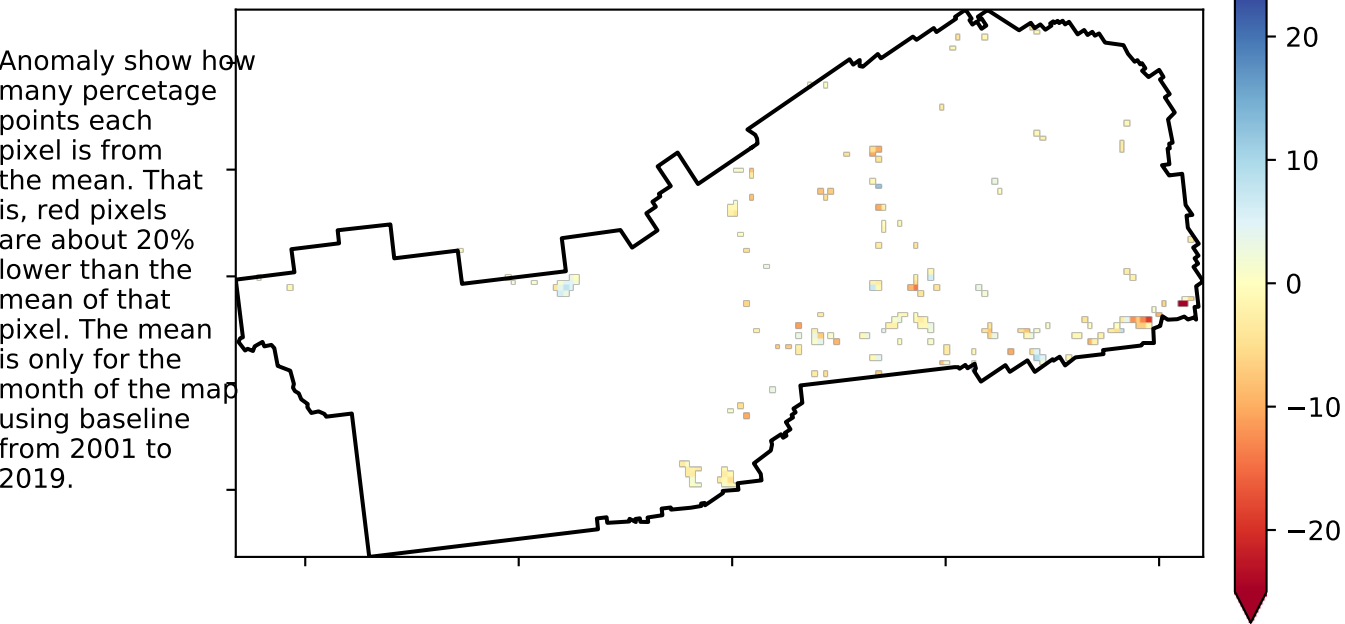 Anomaly show how
many percetage
points each
pixel is from
the mean. That
is, red pixels
are about 20%
lower than the
mean of that
pixel. The mean
is only for the
month of the map
using baseline
from 2001 to
2019.
20
10
0
−10
−20